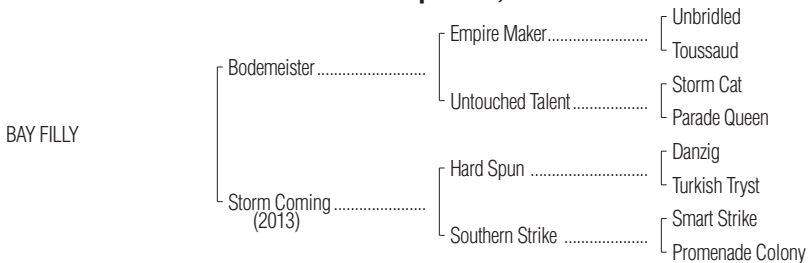 Unbridled
Empire Maker......................
Toussaud
Bodemeister........................
Storm Cat
Untouched Talent.................
Parade Queen
BAY FILLY
Danzig
Hard Spun ..........................
Turkish Tryst
Storm Coming....................
(2013)
Smart Strike
Southern Strike ...................
Promenade Colony